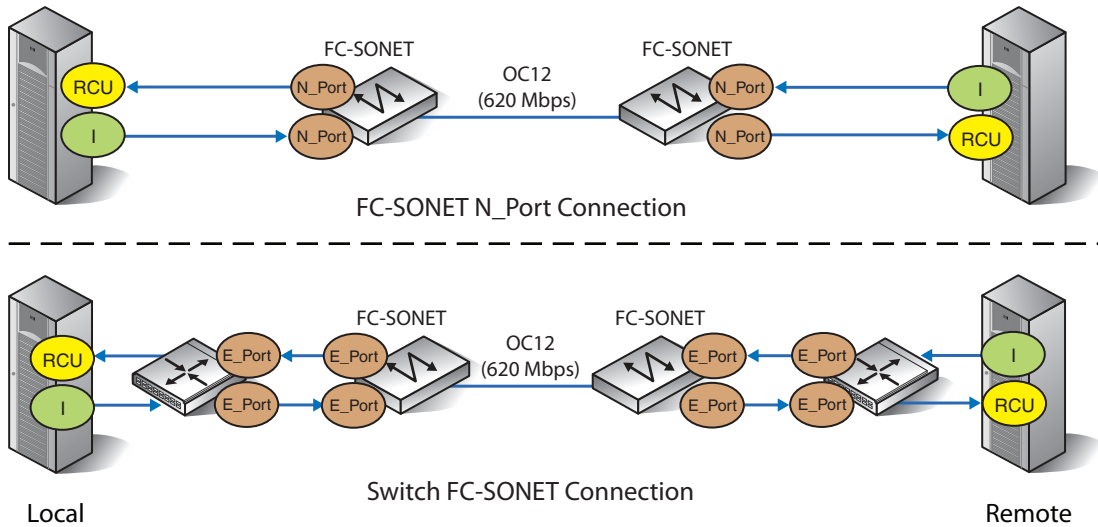 FC-SONET
FC-SONET
OC12
(620 Mbps)
RCU
N_Port
N_Port
I
I
N_Port
N_Port
RCU
FC-SONET N_Port Connection
FC-SONET
FC-SONET
OC12
(620 Mbps)
RCU
E_Port
E_Port
E_Port
E_Port
I
I
E_Port
E_Port
E_Port
E_Port
RCU
Switch FC-SONET Connection
Local
Remote